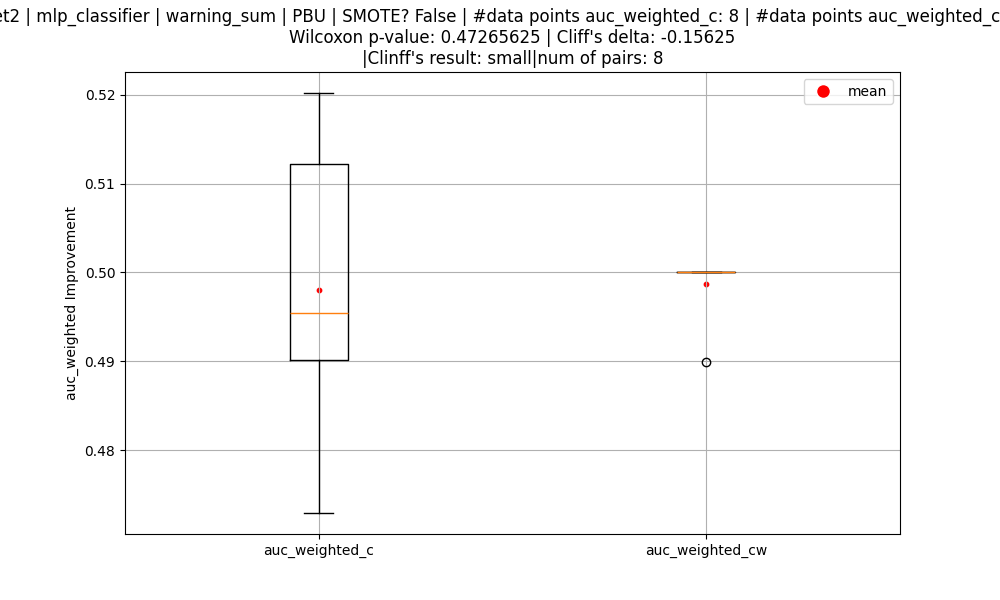 | mlp_classifier | warning_sum | PBU | SMOTE? False | #data points auc_weighted_c: 8 | #data points
Wilcoxon p-value: 0.47265625 | Cliff's delta: -0.15625
|Clinff's result: small|num of pairs: 8
mean
0.52
0.51
0.50
0.49
0.48
auc_weighted Improvement
auc_weighted_c
auc_weighted_cw